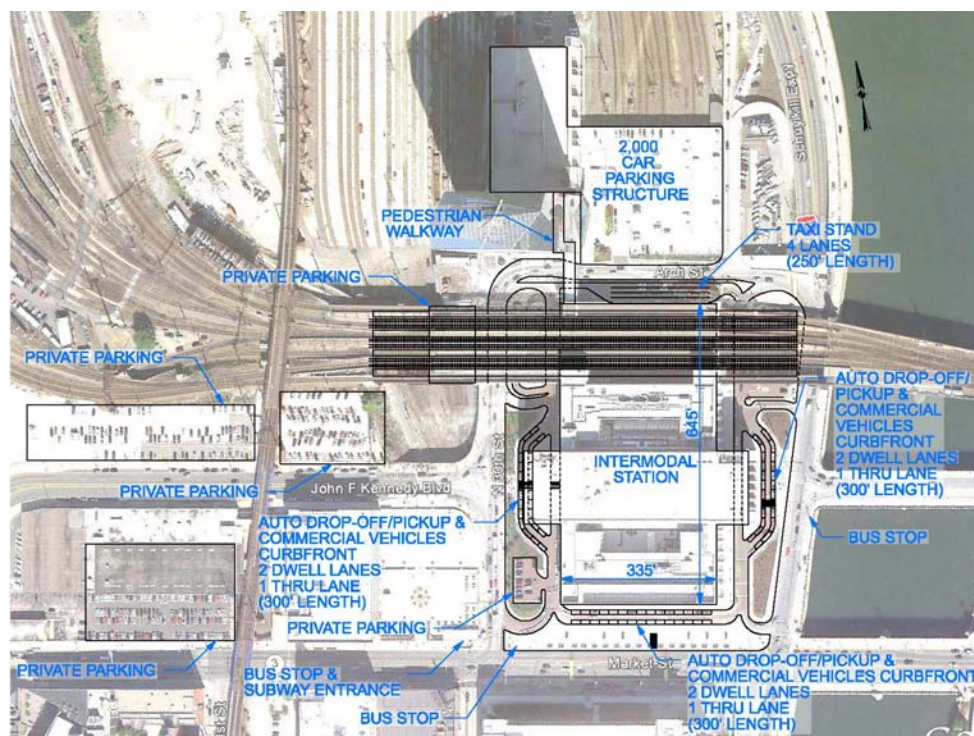 Schuylkill Expy
2,000
CAR
PARKING
STRUCTURE
PEDESTRIAN
WALKWAY
TAXI STAND
4 LANES
(250' LENGTH)
Arch St
PRIVATE PARKING
PRIVATE PARKING
AUTO DROP-OFF/
PICKUP &
COMMERCIAL
VEHICLES
CURBFRONT
2 DWELL LANES
1 THRU LANE
(300' LENGTH)
645'
N 30th St
INTERMODAL
STATION
PRIVATE PARKING
John F Kennedy Blvd
AUTO DROP-OFF/PICKUP &
COMMERCIAL VEHICLES
CURBFRONT
2 DWELL LANES
1 THRU LANE
(300' LENGTH)
BUS STOP
335'
PRIVATE PARKING
PRIVATE PARKING
BUS STOP &
SUBWAY ENTRANCE
BUS STOP
Market St
AUTO DROP-OFF/PICKUP &
COMMERCIAL VEHICLES CURBFRONT
2 DWELL LANES
1 THRU LANE
(300' LENGTH)
3